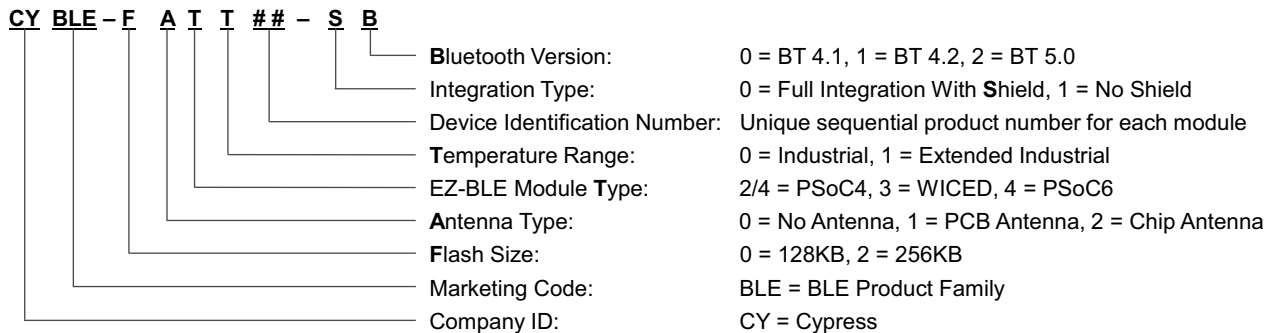 CY BLE – F A T T # # – S B
Bluetooth Version: 0 = BT 4.1, 1 = BT 4.2, 2 = BT 5.0
Integration Type: 0 = Full Integration With Shield, 1 = No Shield
Device Identification Number: Unique sequential product number for each module
Temperature Range: 0 = Industrial, 1 = Extended Industrial
EZ-BLE Module Type: 2/4 = PSoC4, 3 = WICED, 4 = PSoC6
Antenna Type: 0 = No Antenna, 1 = PCB Antenna, 2 = Chip Antenna
Flash Size: 0 = 128KB, 2 = 256KB
Marketing Code: BLE = BLE Product Family
Company ID: CY = Cypress